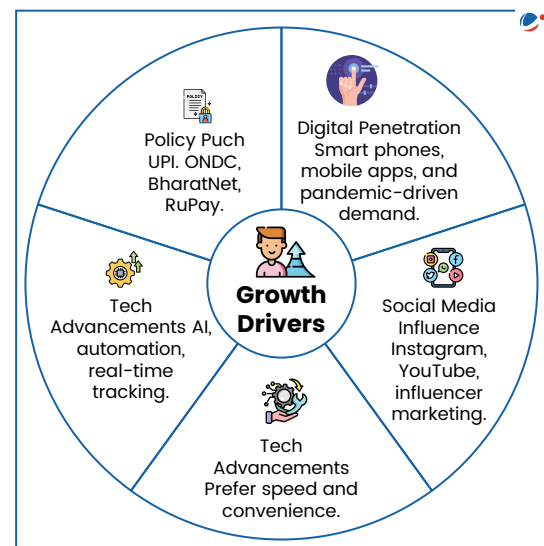 POLICY
Policy Puch
UPI. ONDC,
BharatNet,
RuPay.
Digital Penetration
Smart phones,
mobile apps, and
pandemic-driven
demand.
Growth
Drivers
Tech
Advancements AI,
automation,
real-time
tracking.
Social Media
Influence
Instagram,
YouTube,
influencer
marketing.
Tech
Advancements
Prefer speed and
convenience.